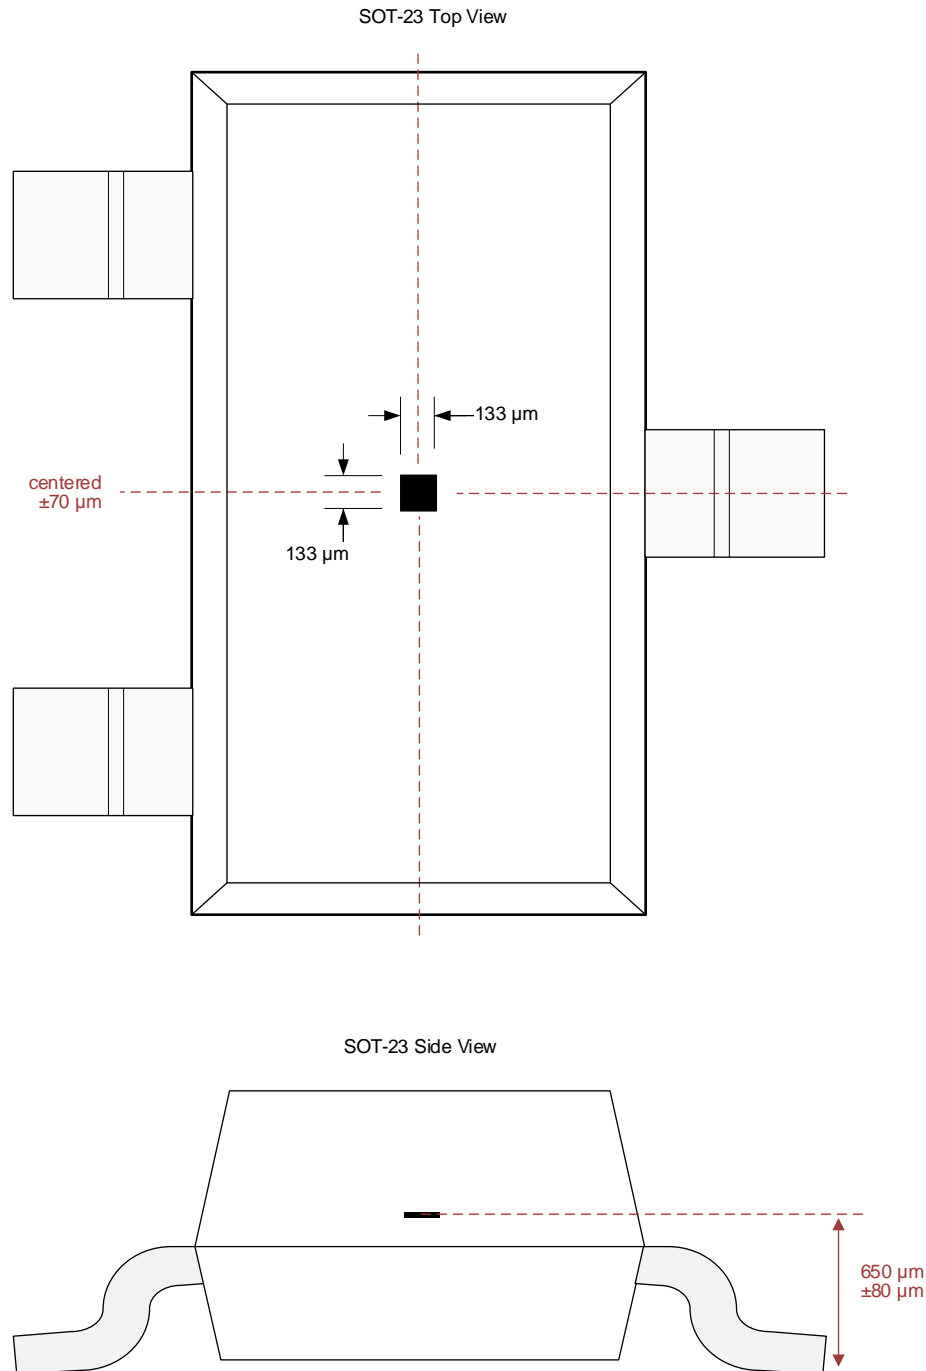 SOT-23 Top View
133 µm
centered
±70 µm
133 µm
SOT-23 Side View
650 µm
±80 µm